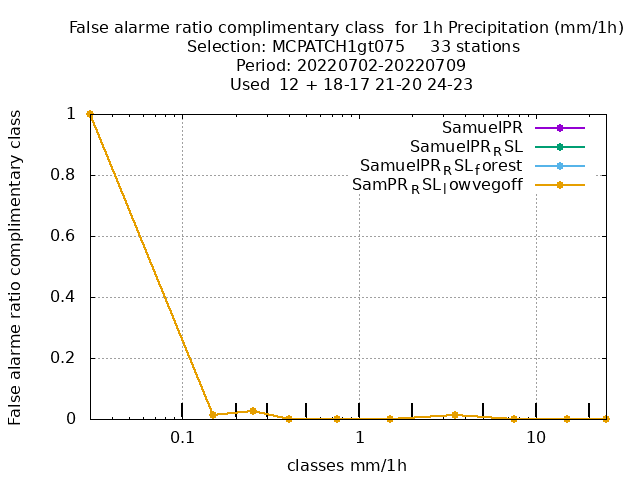 False alarme ratio complimentary class  for 1h Precipitation (mm/1h)
Selection: MCPATCH1gt075     33 stations
Period: 20220702-20220709
Used  12 + 18-17 21-20 24-23
False alarme ratio complimentary class
1
0.8
0.6
0.4
0.2
0
SamuelPR
SamuelPR_RSL
SamuelPR_RSL_forest
SamPR_RSL_lowvegoff
0.1
1
10
classes mm/1h